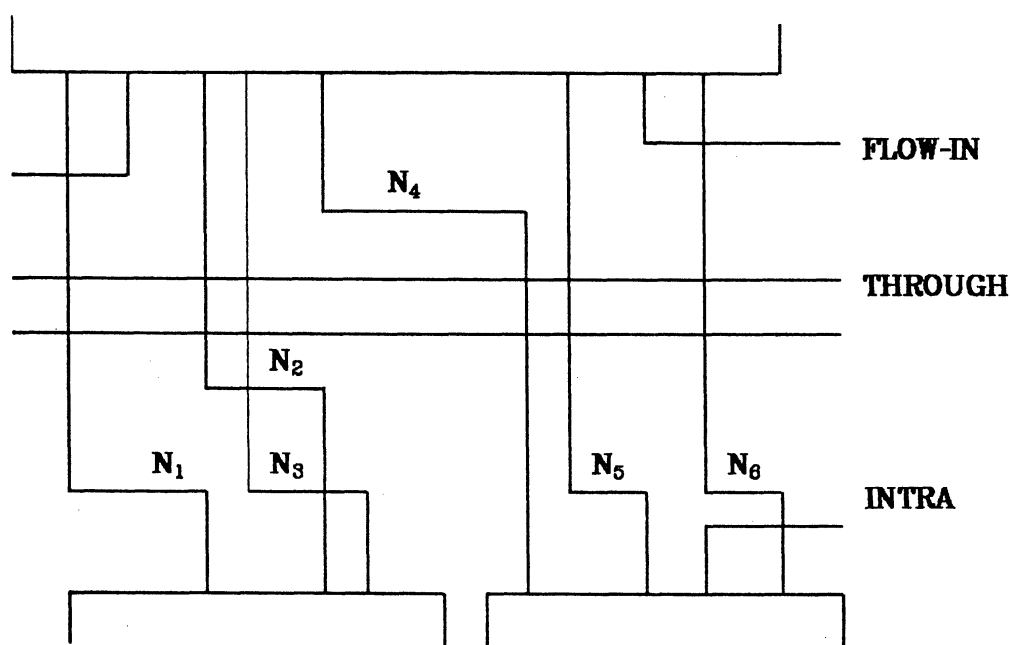 FLOW-IN
N₄
THROUGH
N₂
N₁
N₃
N₅
N₆
INTRA